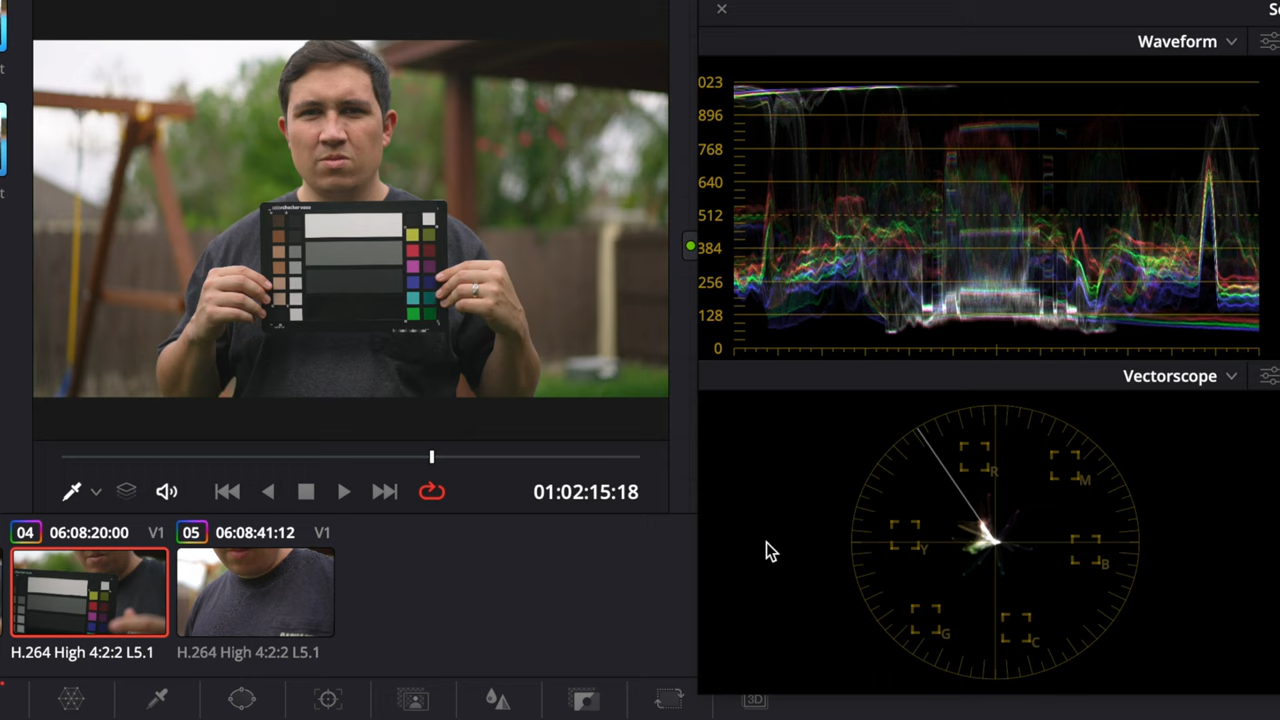 Waveform
023
896
768
640
512
384
256
128
0
Vectorscope
R
M
Y
B
G
C
01:02:15:18
04 06:08:20:00 V1
05 06:08:41:12 V1
H.264 High 4:2:2 L5.1
H.264 High 4:2:2 L5.1
3D